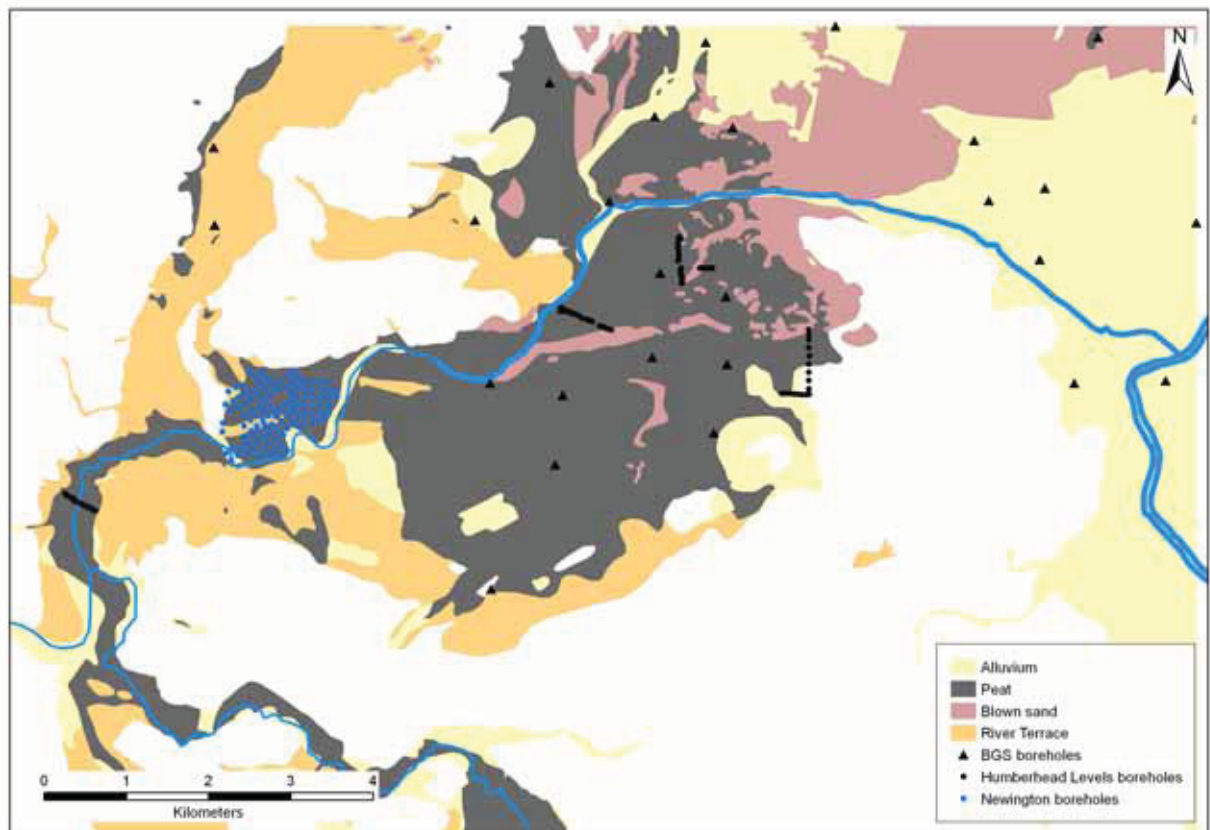 N
Alluvium
Peat
Blown sand
River Terrace
BGS boreholes
Humberhead Levels boreholes
Newington boreholes
0 1 2 3 4
Kilometers